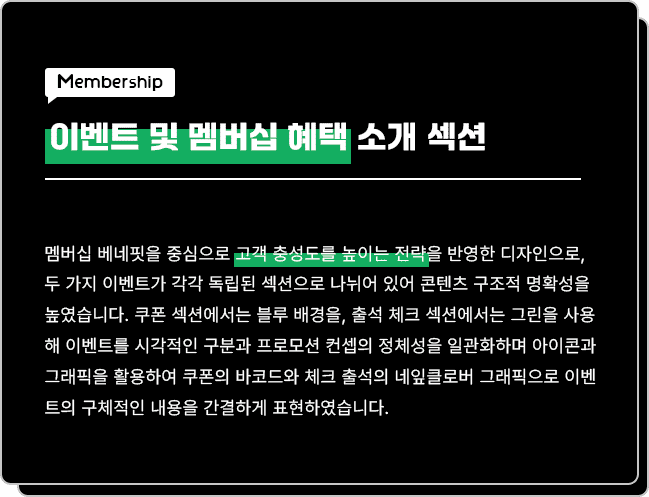 Membership
이벤트 및 멤버십 혜택 소개 섹션
멤버십 베네핏을 중심으로 고객 충성도를 높이는 전략을 반영한 디자인으로,
두 가지 이벤트가 각각 독립된 섹션으로 나뉘어 있어 콘텐츠 구조적 명확성을
높였습니다. 쿠폰 섹션에서는 블루 배경을, 출석 체크 섹션에서는 그린을 사용
해 이벤트를 시각적인 구분과 프로모션 컨셉의 정체성을 일관화하며 아이콘과
그래픽을 활용하여 쿠폰의 바코드와 체크 출석의 네잎클로버 그래픽으로 이벤
트의 구체적인 내용을 간결하게 표현하였습니다.